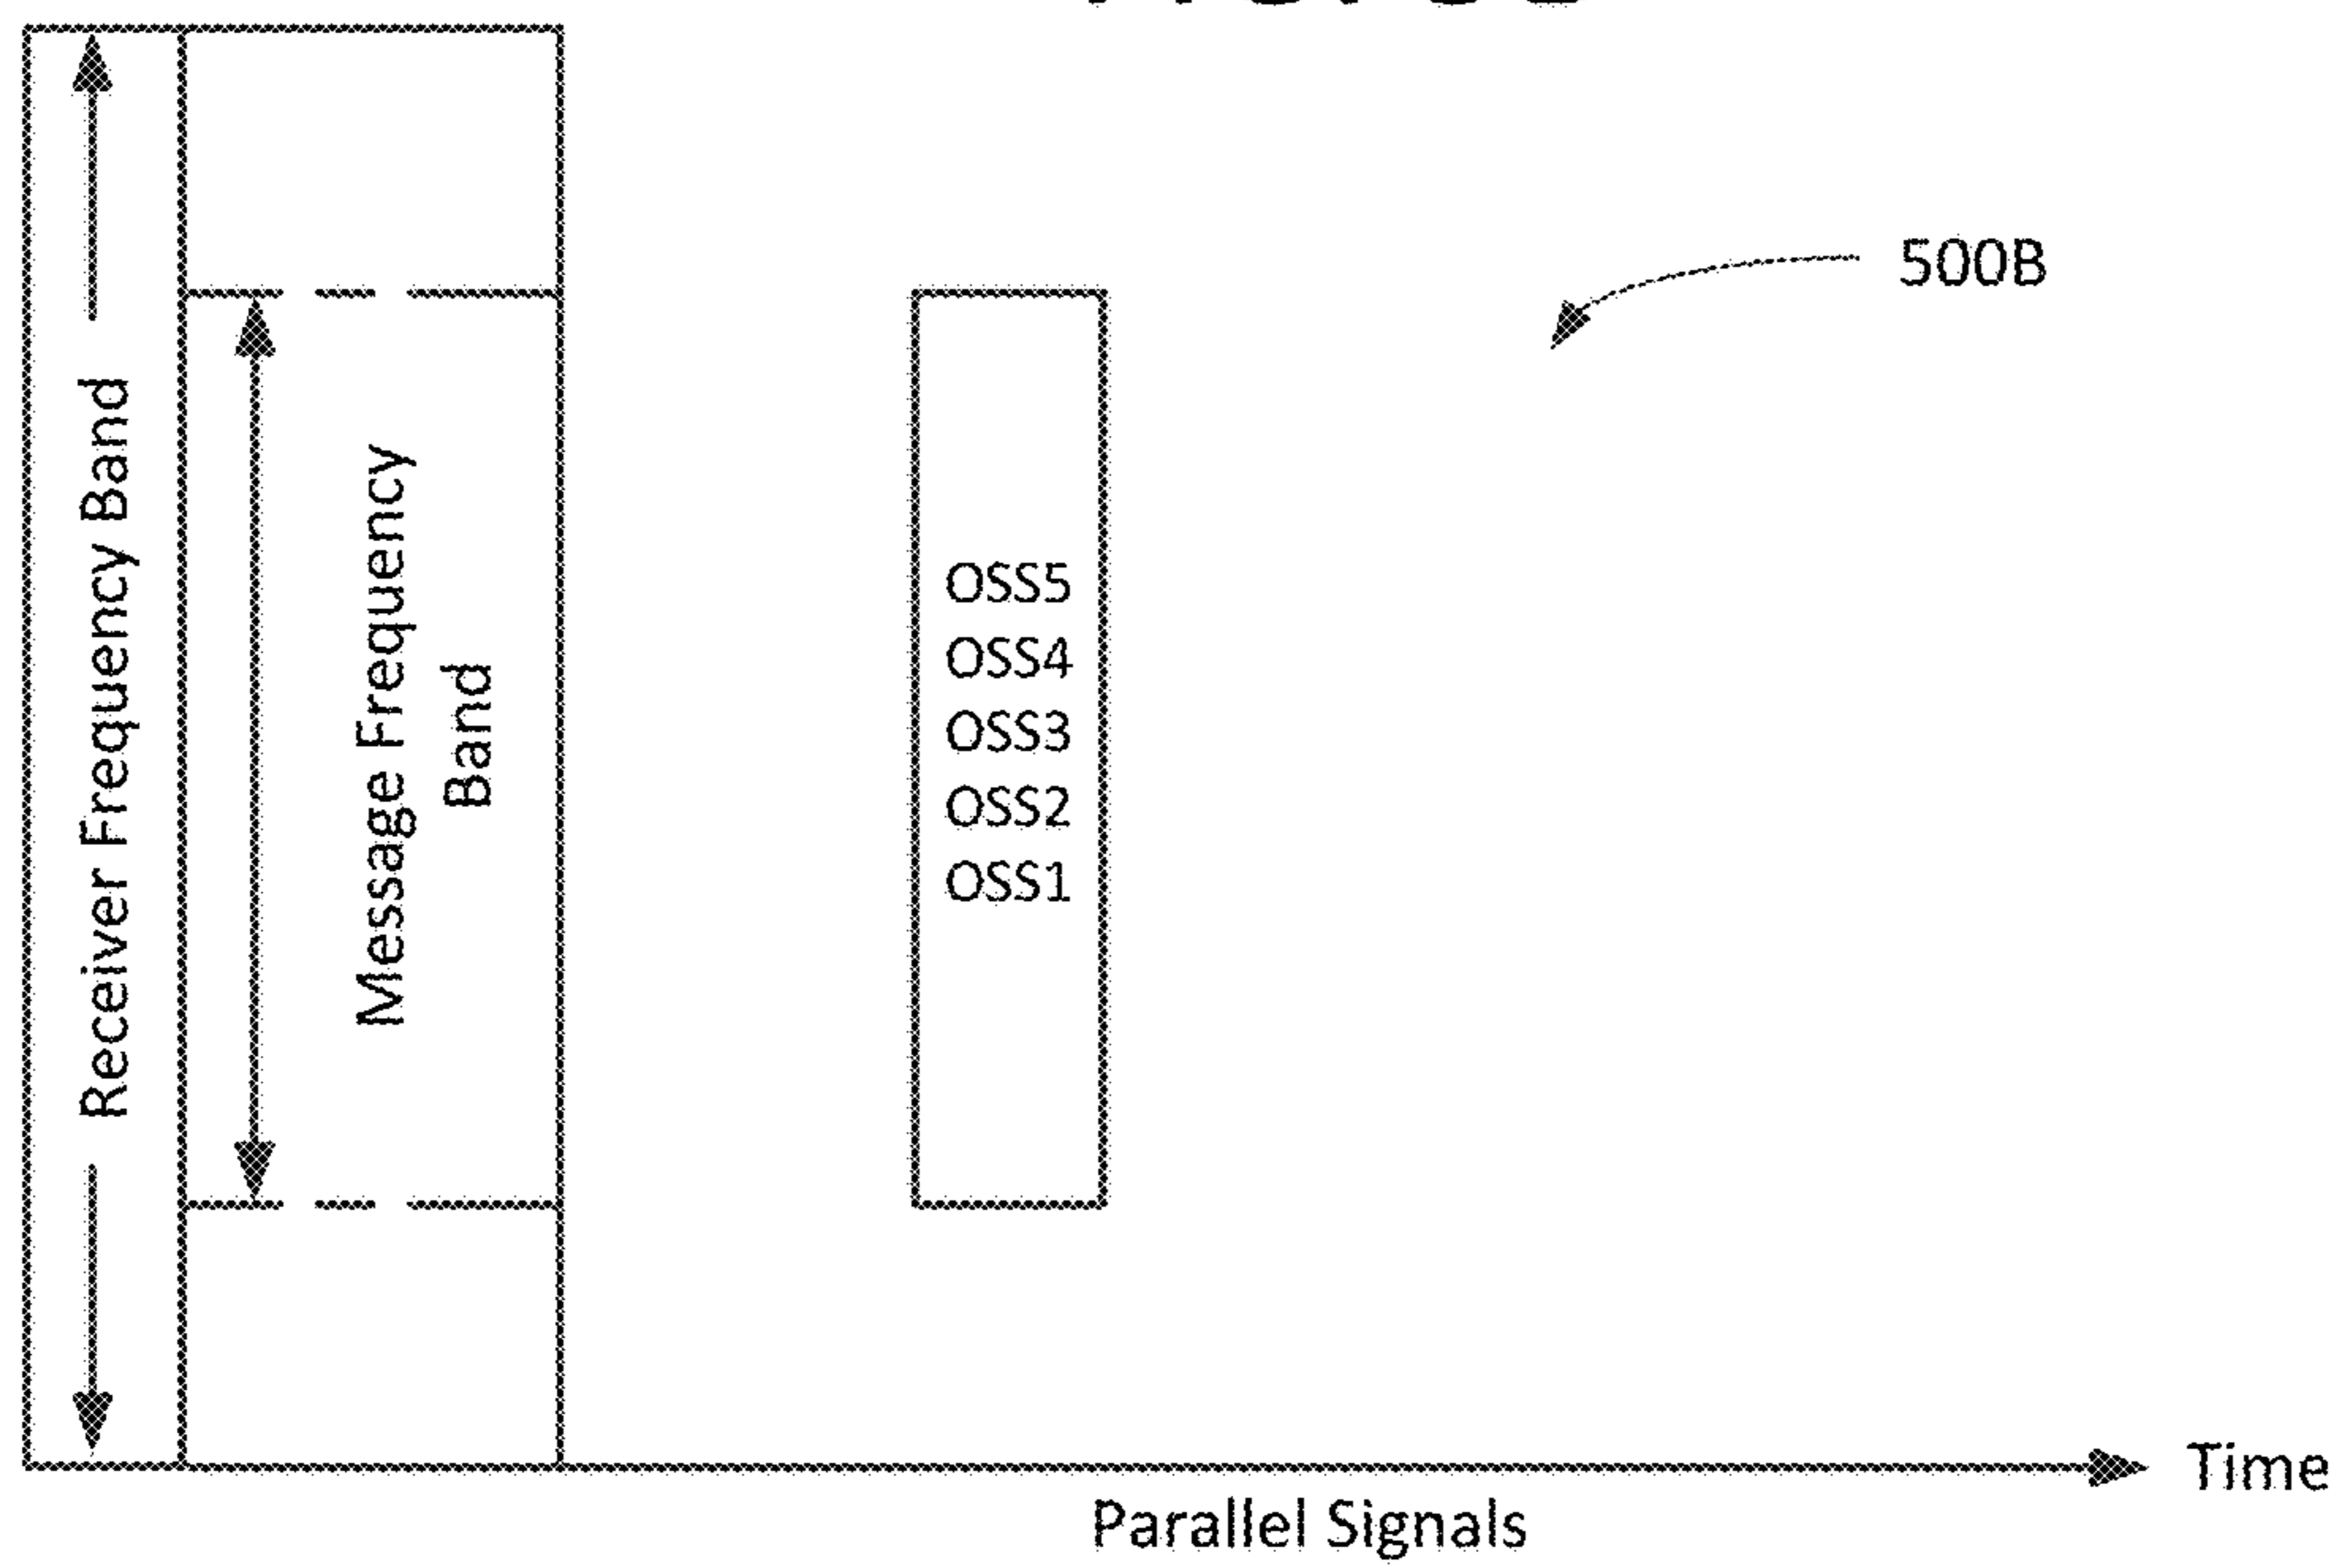 500B
Receiver Frequency Band
Message Frequency
Band
OSS5
OSS4
OSS3
OSS2
OSS1
Time
Parallel Signals